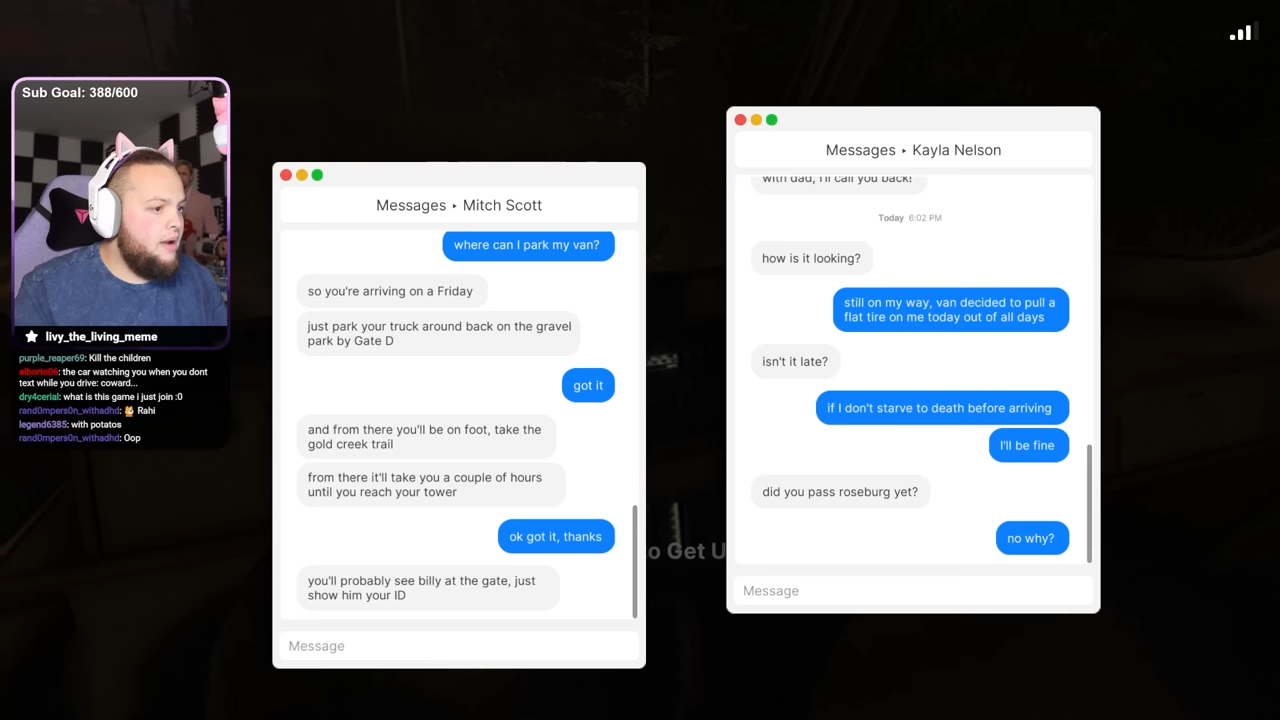 Sub Goal: 388/600
livy_the_living_meme
purple_reaper69: Kill the children
alborto06: the car watching you when you dont
text while you drive: coward...
dry4cerial: what is this game i just join :0
rand0mpers0n_withadhd: Rahi
legend6385: with potatos
rand0mpers0n_withadhd: Oop
Messages ‣ Mitch Scott
where can I park my van?
so you're arriving on a Friday
just park your truck around back on the gravel
park by Gate D
got it
and from there you'll be on foot, take the
gold creek trail
from there it'll take you a couple of hours
until you reach your tower
ok got it, thanks
you'll probably see billy at the gate, just
show him your ID
Message
o Get U
Messages ‣ Kayla Nelson
with dad, I'll call you back!
Today 6:02 PM
how is it looking?
still on my way, van decided to pull a
flat tire on me today out of all days
isn't it late?
if I don't starve to death before arriving
I'll be fine
did you pass roseburg yet?
no why?
Message